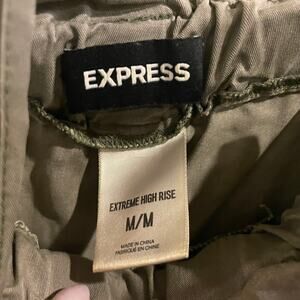 EXPRESS
EXTREME HIGH RISE
M/M
MADE IN CHINA
FABRIQUÉ EN CHINE